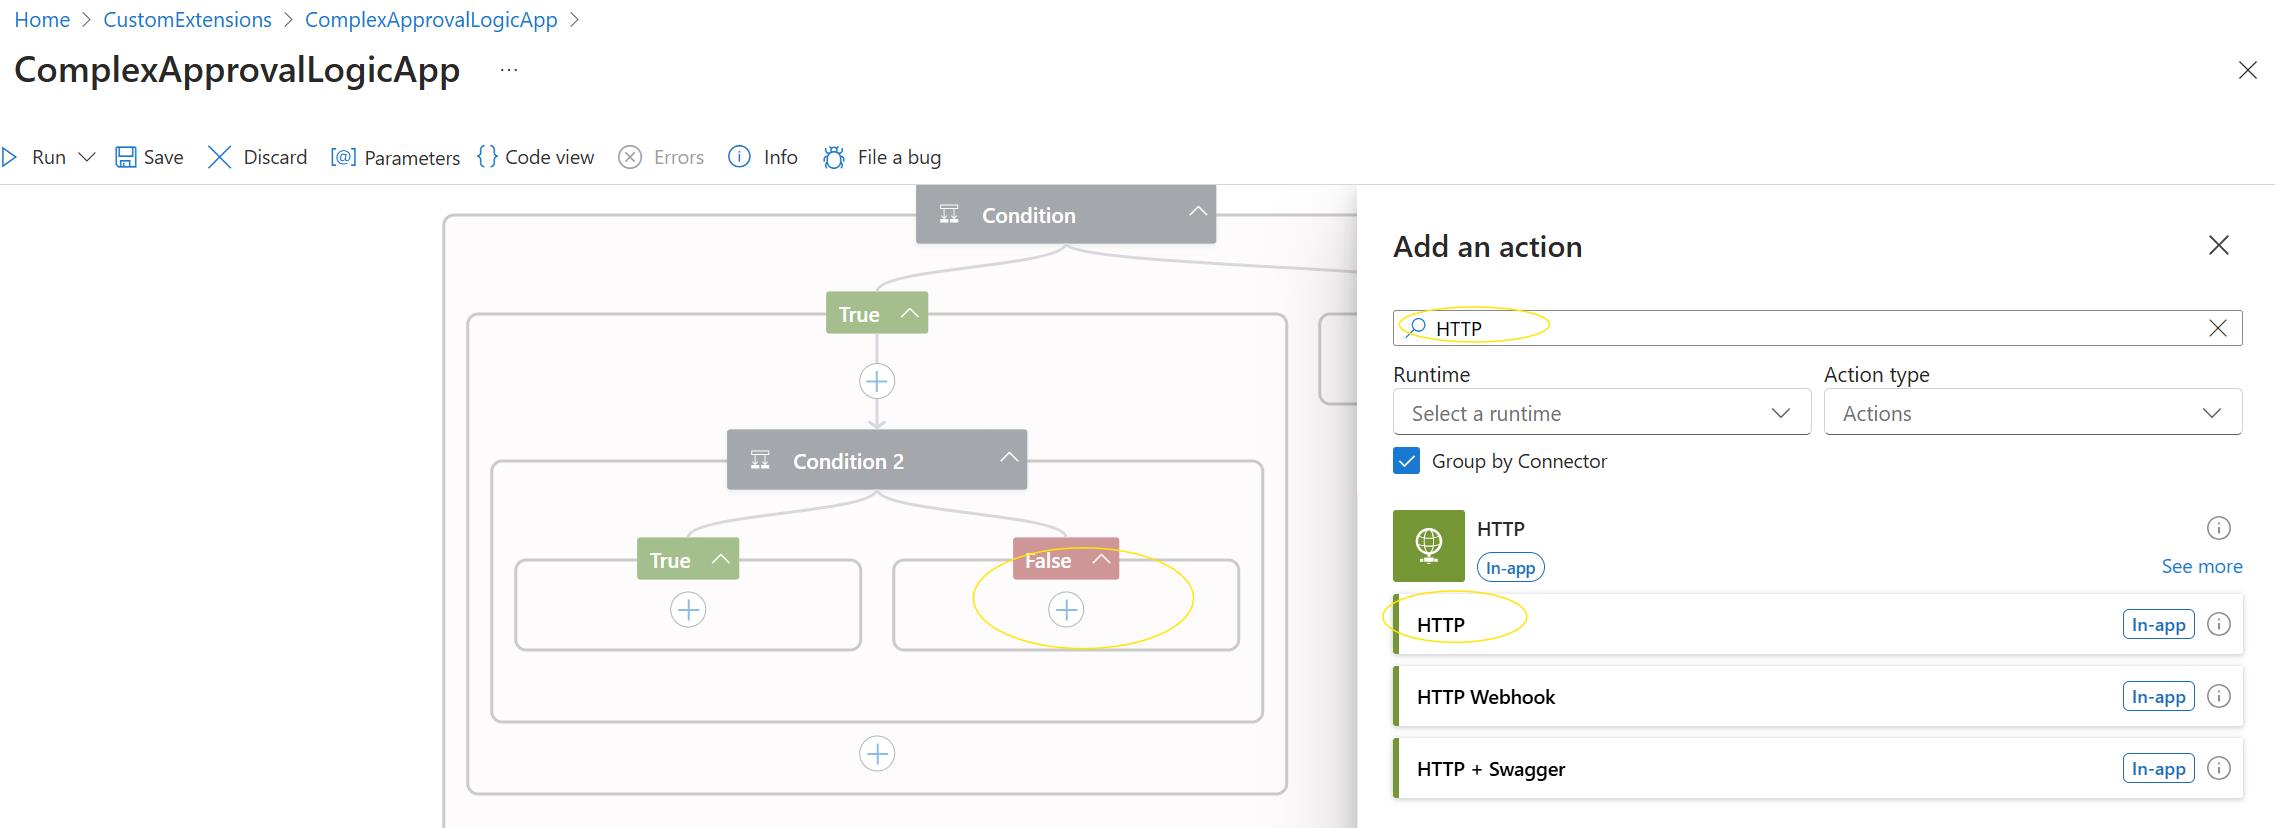 Home > CustomExtensions > ComplexApprovalLogicApp >
ComplexApprovalLogicApp ...
Run Save Discard [@] Parameters {} Code view Errors Info File a bug
Condition
True
Condition 2
True
False
Add an action
HTTP
Runtime
Action type
Select a runtime
Actions
Group by Connector
HTTP
In-app
See more
HTTP In-app
HTTP Webhook In-app
HTTP + Swagger In-app